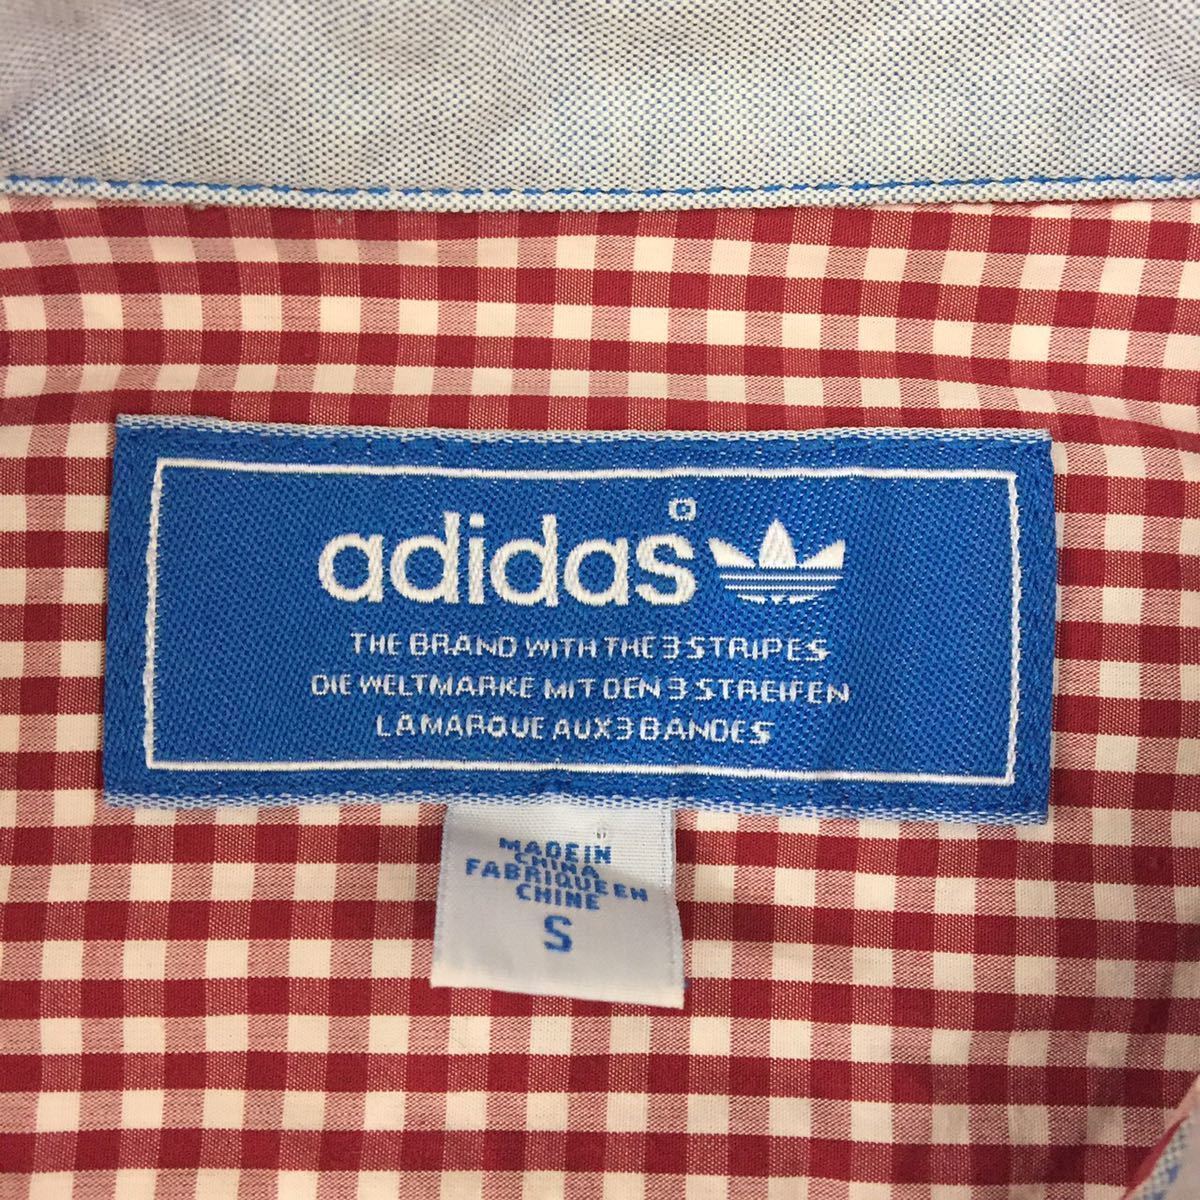 adidas
THE BRAND WITH THE 3 STRIPES
DIE WELTMARKE MIT DEN 3 STREIFEN
LA MARQUE AUX 3 BANDES
MADE IN
CHINA
FABRIQUE EN
CHINE
S